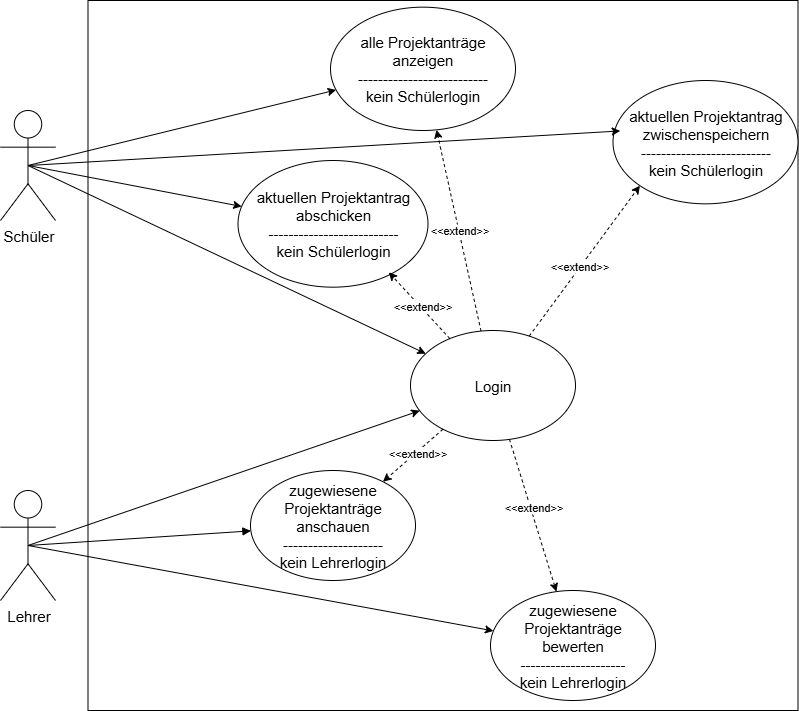 alle Projektanträge
anzeigen
--------------------------
kein Schülerlogin
aktuellen Projektantrag
zwischenspeichern
--------------------------
kein Schülerlogin
aktuellen Projektantrag
abschicken
--------------------------
kein Schülerlogin
Schüler
<<extend>>
<<extend>>
<<extend>>
Login
<<extend>>
zugewiesene
Projektanträge
anschauen
--------------------
kein Lehrerlogin
<<extend>>
Lehrer
zugewiesene
Projektanträge
bewerten
---------------------
kein Lehrerlogin